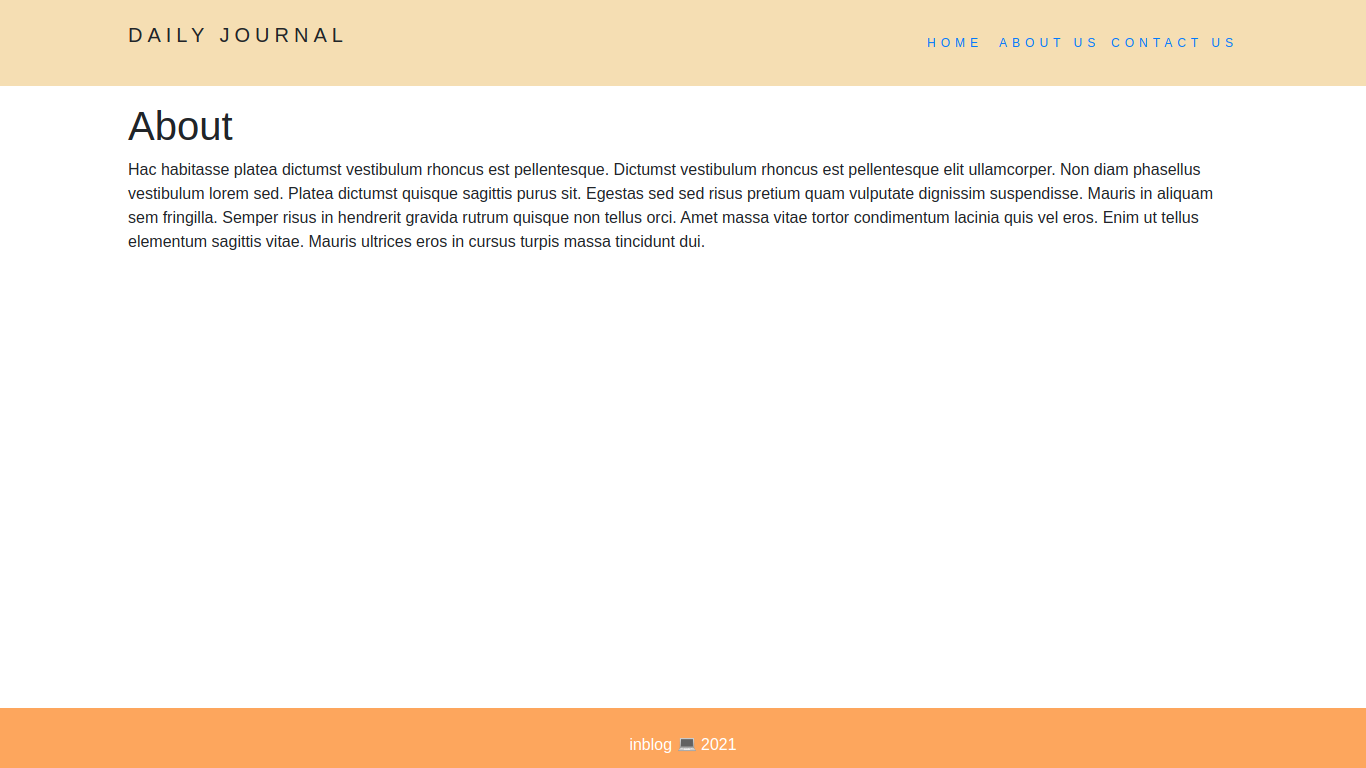 DAILY JOURNAL
HOME ABOUT US CONTACT US
About
Hac habitasse platea dictumst vestibulum rhoncus est pellentesque. Dictumst vestibulum rhoncus est pellentesque elit ullamcorper. Non diam phasellus
vestibulum lorem sed. Platea dictumst quisque sagittis purus sit. Egestas sed sed risus pretium quam vulputate dignissim suspendisse. Mauris in aliquam
sem fringilla. Semper risus in hendrerit gravida rutrum quisque non tellus orci. Amet massa vitae tortor condimentum lacinia quis vel eros. Enim ut tellus
elementum sagittis vitae. Mauris ultrices eros in cursus turpis massa tincidunt dui.
inblog 💻 2021